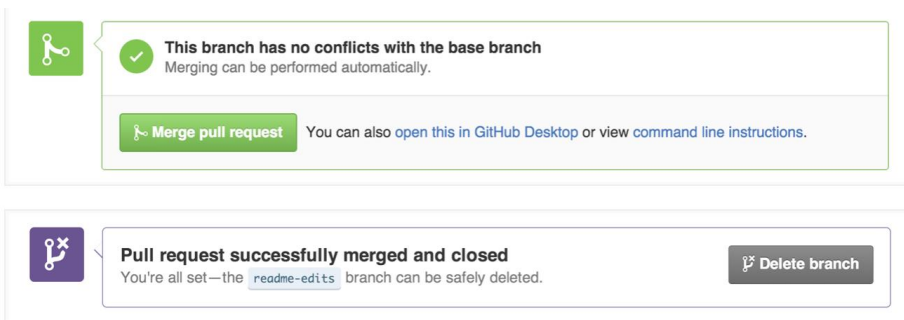 This branch has no conflicts with the base branch
Merging can be performed automatically.
Merge pull request You can also open this in GitHub Desktop or view command line instructions.
Pull request successfully merged and closed
You're all set—the readme-edits branch can be safely deleted.
Delete branch